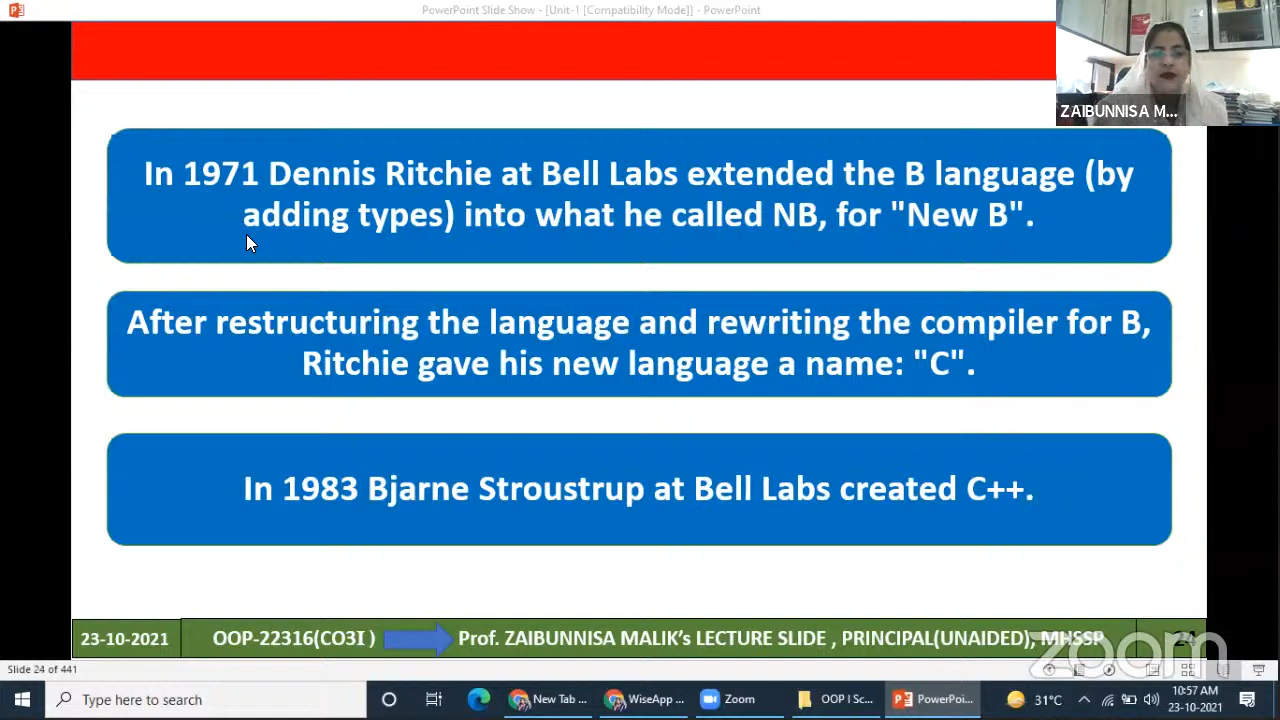 PowerPoint Slide Show - [Unit-1 [Compatibility Mode]] - PowerPoint
ZAIBUNNISA M...
In 1971 Dennis Ritchie at Bell Labs extended the B language (by
adding types) into what he called NB, for "New B".
After restructuring the language and rewriting the compiler for B,
Ritchie gave his new language a name: "C".
In 1983 Bjarne Stroustrup at Bell Labs created C++.
23-10-2021 OOP-22316(CO3I ) Prof. ZAIBUNNISA MALIK's LECTURE SLIDE , PRINCIPAL(UNAIDED), MHSSP
zoom
Slide 24 of 441
Type here to search
New Tab ...
WiseApp ...
Zoom
OOP I Sc...
PowerPoi...
31°C
10:57 AM
23-10-2021